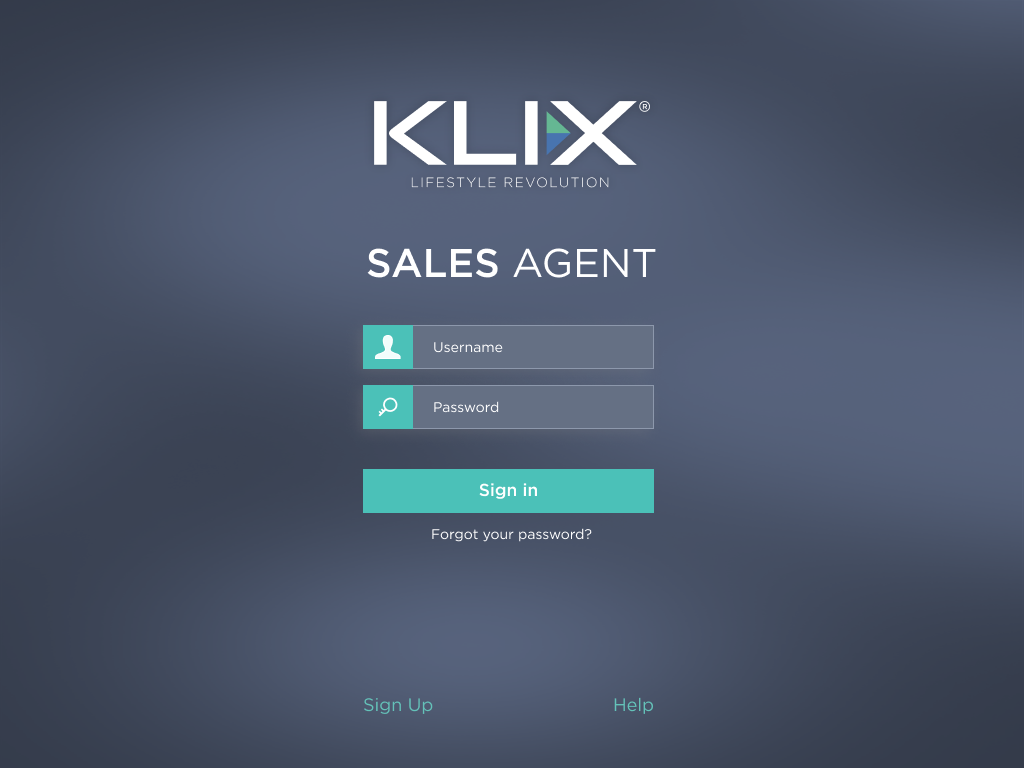 KLIX®
LIFESTYLE REVOLUTION
SALES AGENT
Username
Password
Sign in
Forgot your password?
Sign Up
Help